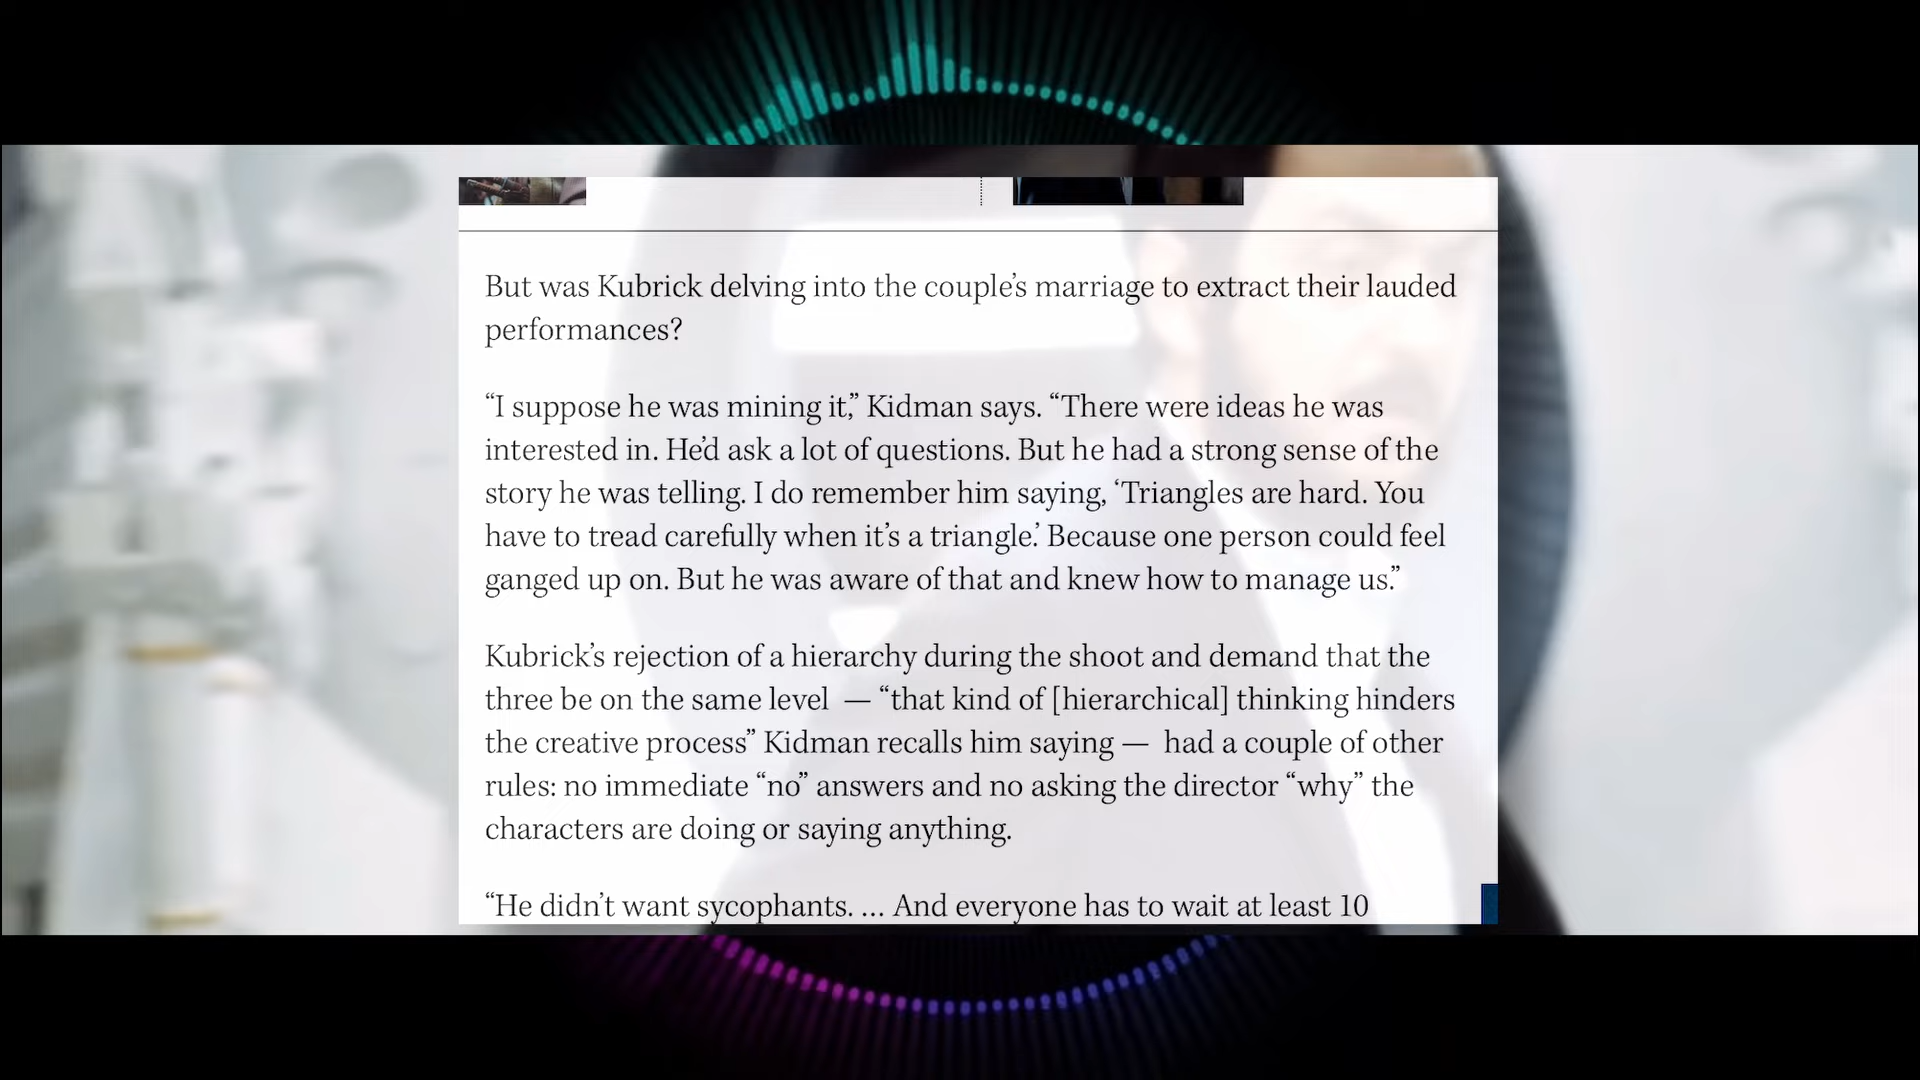 But was Kubrick delving into the couple’s marriage to extract their lauded
performances?
“I suppose he was mining it,” Kidman says. “There were ideas he was
interested in. He’d ask a lot of questions. But he had a strong sense of the
story he was telling. I do remember him saying, ‘Triangles are hard. You
have to tread carefully when it’s a triangle.’ Because one person could feel
ganged up on. But he was aware of that and knew how to manage us.”
Kubrick’s rejection of a hierarchy during the shoot and demand that the
three be on the same level — “that kind of [hierarchical] thinking hinders
the creative process” Kidman recalls him saying — had a couple of other
rules: no immediate “no” answers and no asking the director “why” the
characters are doing or saying anything.
“He didn’t want sycophants. … And everyone has to wait at least 10